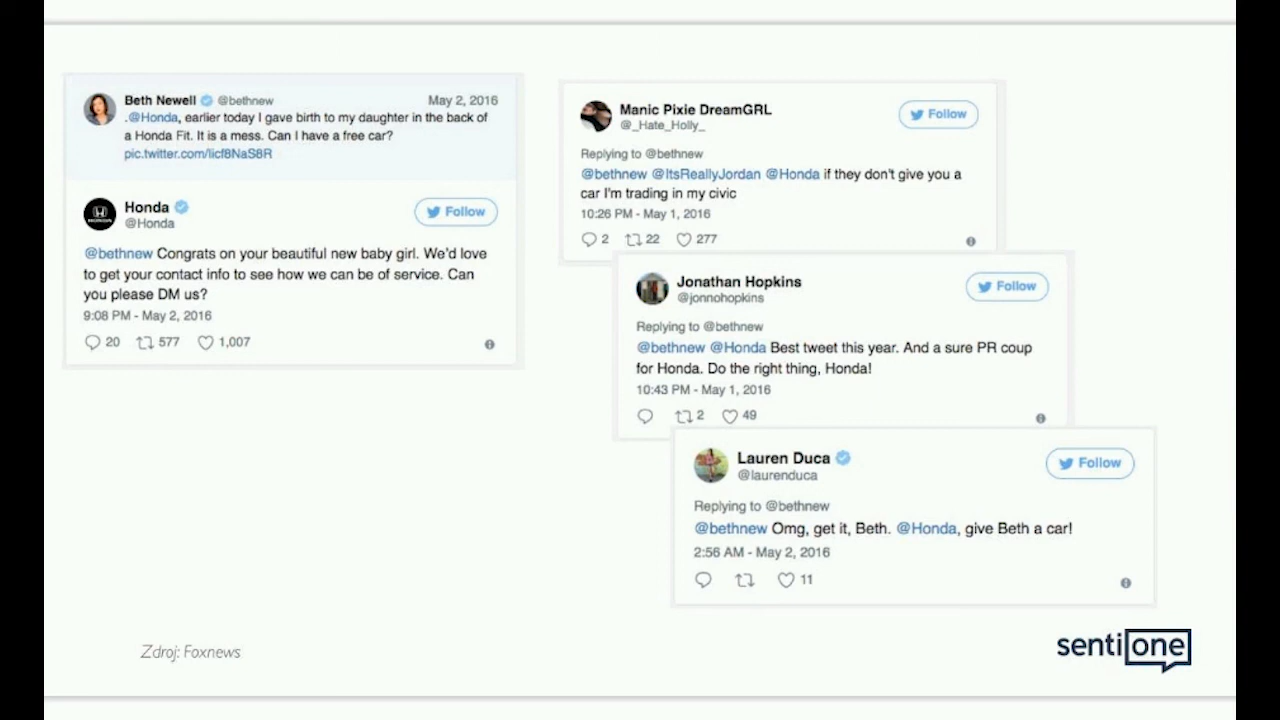 Beth Newell @bethnew May 2, 2016
.@Honda, earlier today I gave birth to my daughter in the back of
a Honda Fit. It is a mess. Can I have a free car?
pic.twitter.com/licf8NaS8R
Honda
@Honda
Follow
@bethnew Congrats on your beautiful new baby girl. We'd love
to get your contact info to see how we can be of service. Can
you please DM us?
9:08 PM - May 2, 2016
20 577 1,007
Manic Pixie DreamGRL
@_Hate_Holly_
Follow
Replying to @bethnew
@bethnew @ItsReallyJordan @Honda if they don't give you a
car I'm trading in my civic
10:26 PM - May 1, 2016
2 22 277
Jonathan Hopkins
@jonnohopkins
Follow
Replying to @bethnew
@bethnew @Honda Best tweet this year. And a sure PR coup
for Honda. Do the right thing, Honda!
10:43 PM - May 1, 2016
2 49
Lauren Duca
@laurenduca
Follow
Replying to @bethnew
@bethnew Omg, get it, Beth. @Honda, give Beth a car!
2:56 AM - May 2, 2016
11
Zdroj: Foxnews
sentione